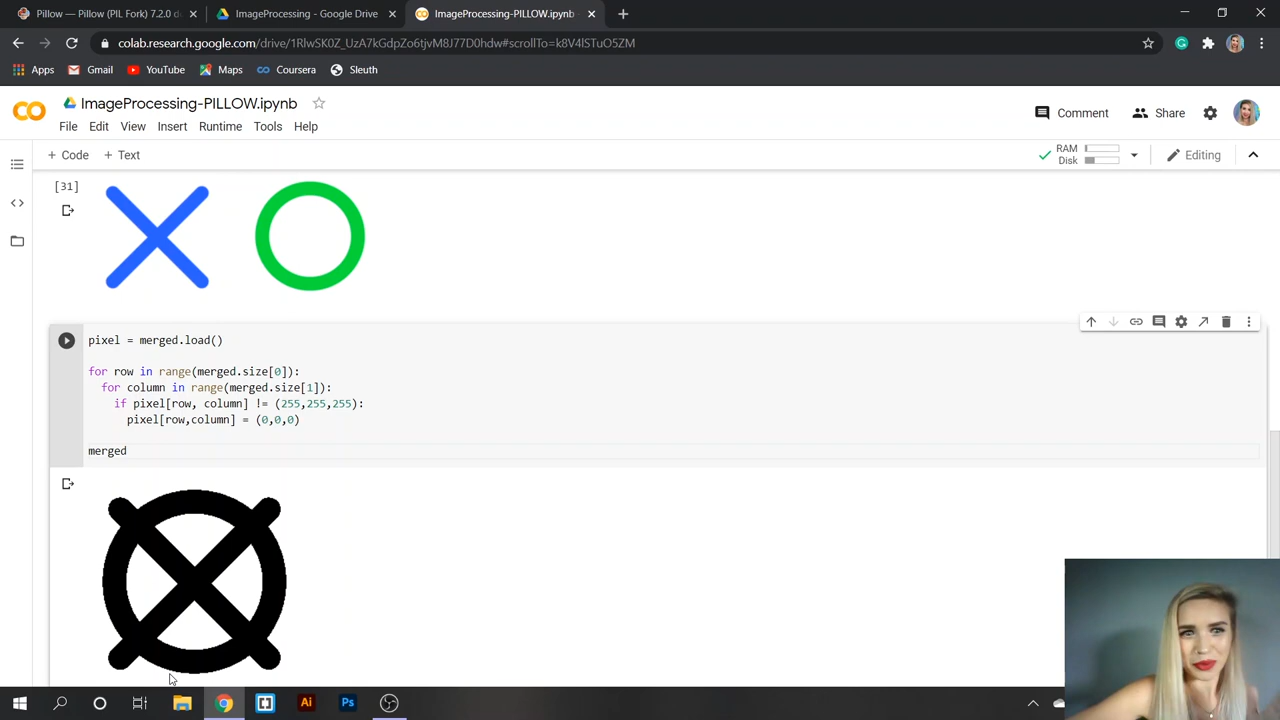 Pillow — Pillow (PIL Fork) 7.2.0 d
ImageProcessing - Google Drive
ImageProcessing-PILLOW.ipynb
colab.research.google.com/drive/1RlwSK0Z_UzA7kGdpZo6tjvM8J77D0hdw#scrollTo=k8V4lSTuO5ZM
Apps
Gmail
YouTube
Maps
Coursera
Sleuth
CO
ImageProcessing-PILLOW.ipynb
Comment
Share
File
Edit
View
Insert
Runtime
Tools
Help
+ Code
+ Text
RAM
Disk
Editing
[31]
pixel = merged.load()
for row in range(merged.size[0]):
for column in range(merged.size[1]):
if pixel[row, column] != (255,255,255):
pixel[row,column] = (0,0,0)
merged
Ai
Ps